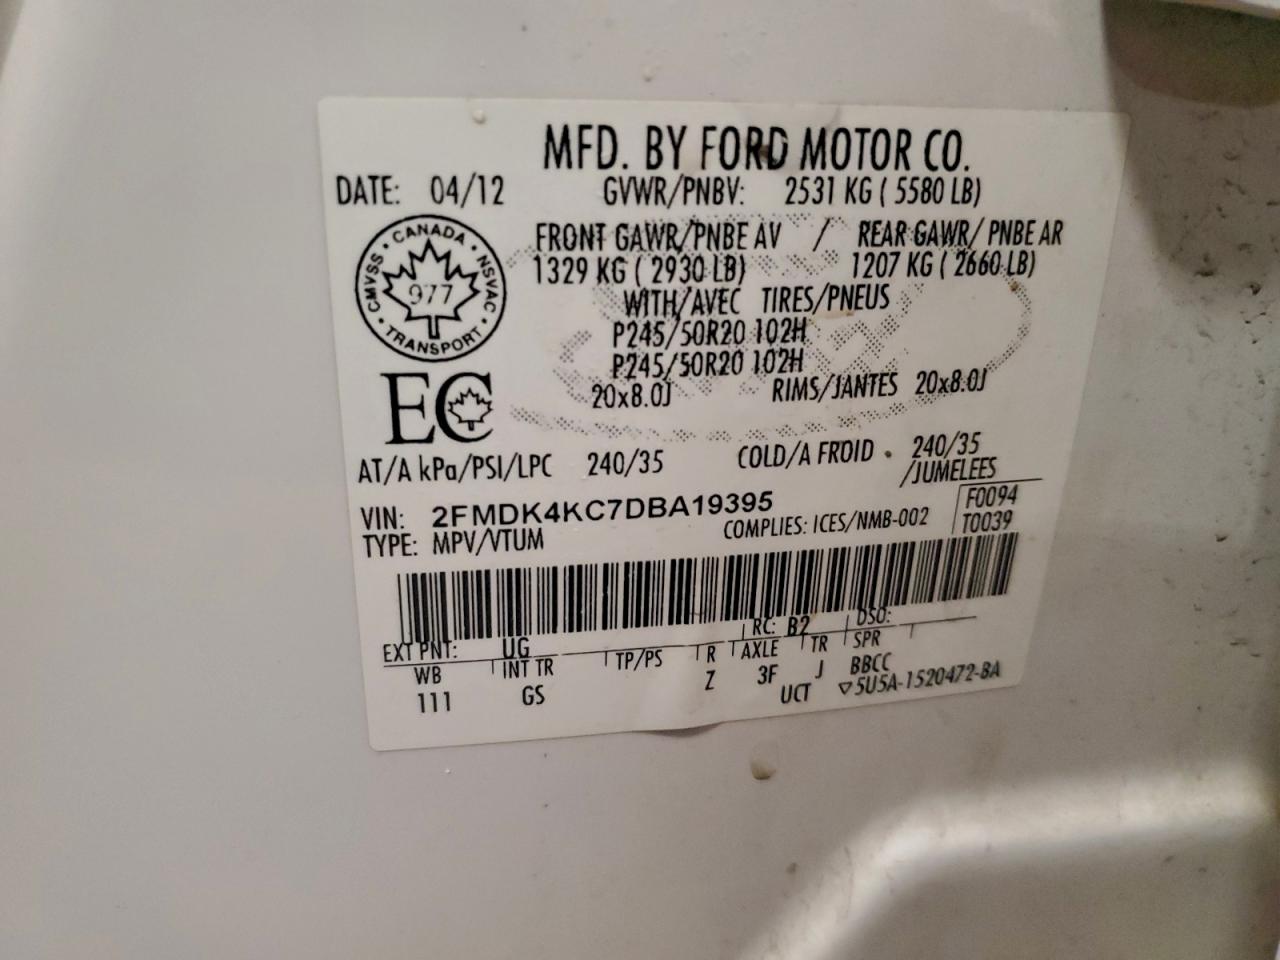 MFD. BY FORD MOTOR CO.
DATE: 04/12 GVWR/PNBV: 2531 KG ( 5580 LB)
FRONT GAWR/PNBE AV / REAR GAWR/ PNBE AR
1329 KG ( 2930 LB) 1207 KG ( 2660 LB)
WITH/AVEC TIRES/PNEUS
P245/50R20 102H
P245/50R20 102H
20x8.0J RIMS/JANTES 20x8.0J
CANADA
CMVSS NSVAC
977
TRANSPORT
EC
AT/A kPa/PSI/LPC 240/35 COLD/A FROID 240/35
/JUMELEES
VIN: 2FMDK4KC7DBA19395 F0094
TYPE: MPV/VTUM COMPLIES: ICES/NMB-002 T0039
EXT PNT: UG RC: B2 DSO:
WB INT TR TP/PS R AXLE TR SPR
111 GS Z 3F J BBCC
UCT ▽5U5A-1520472-BA